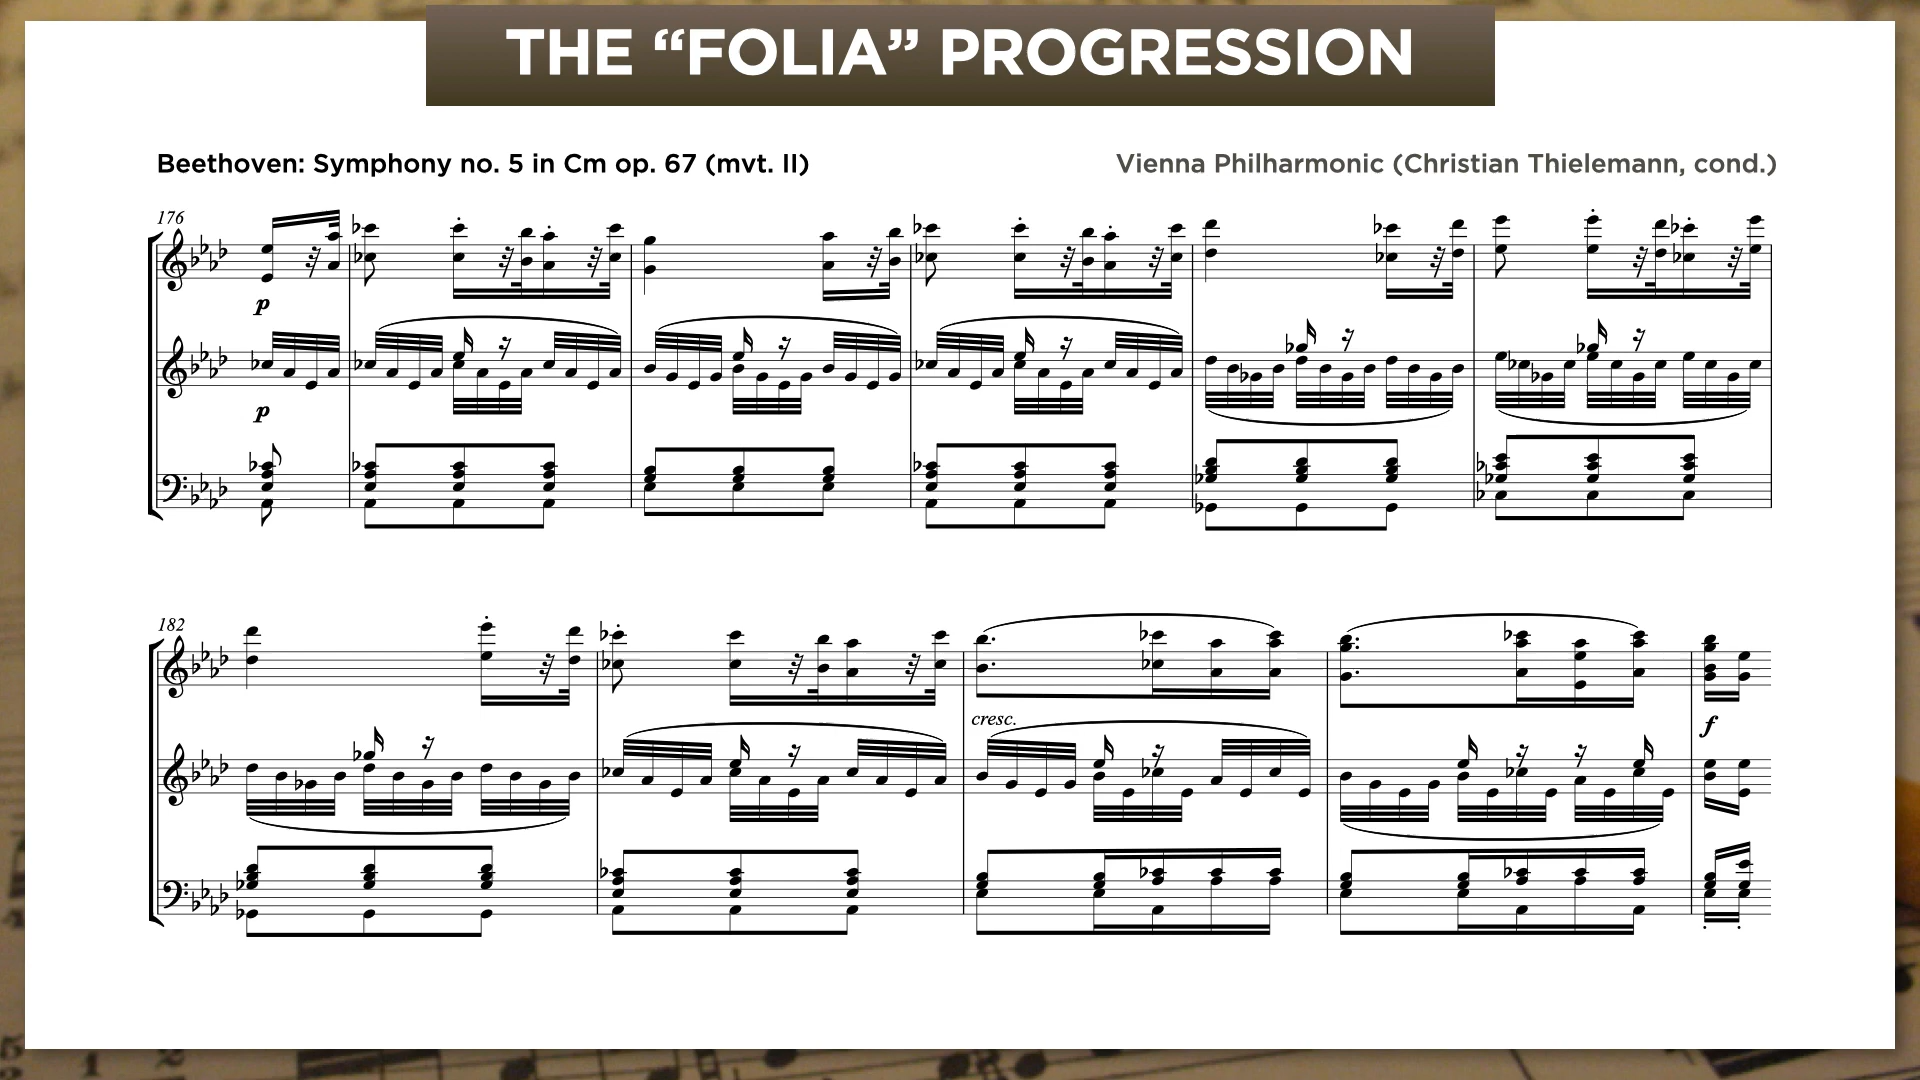 THE “FOLIA” PROGRESSION
Beethoven: Symphony no. 5 in Cm op. 67 (mvt. II)
Vienna Philharmonic (Christian Thielemann, cond.)
176
p
p
182
cresc.
f